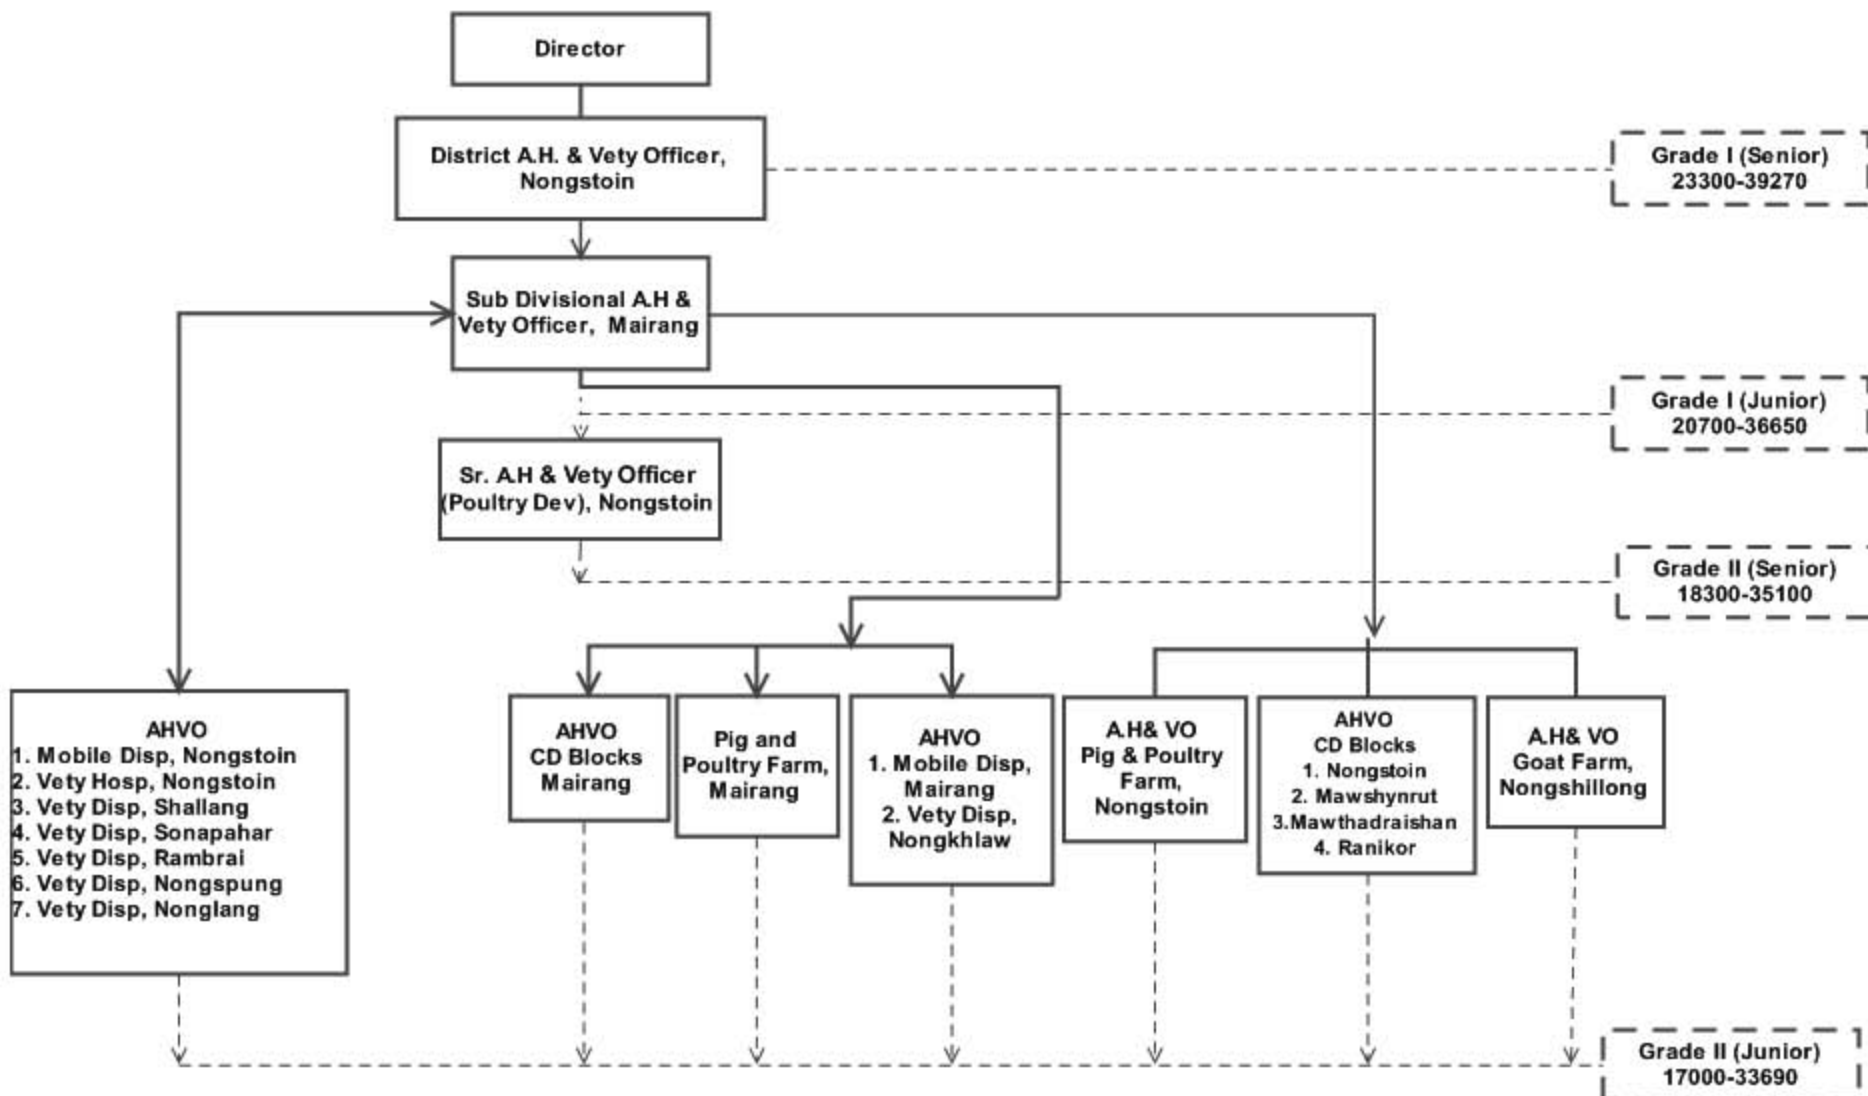 Director
District A.H. & Vety Officer,
Nongstoin
Grade I (Senior)
23300-39270
Sub Divisional A.H &
Vety Officer, Mairang
Grade I (Junior)
20700-36650
Sr. A.H & Vety Officer
(Poultry Dev), Nongstoin
Grade II (Senior)
18300-35100
AHVO
1. Mobile Disp, Nongstoin
2. Vety Hosp, Nongstoin
3. Vety Disp, Shallang
4. Vety Disp, Sonapahar
5. Vety Disp, Rambrai
6. Vety Disp, Nongspung
7. Vety Disp, Nonglang
AHVO
CD Blocks
Mairang
Pig and
Poultry Farm,
Mairang
AHVO
1. Mobile Disp,
Mairang
2. Vety Disp,
Nongkhlaw
A.H& VO
Pig & Poultry
Farm,
Nongstoin
AHVO
CD Blocks
1. Nongstoin
2. Mawshynrut
3.Mawthadraishan
4. Ranikor
A.H& VO
Goat Farm,
Nongshillong
Grade II (Junior)
17000-33690